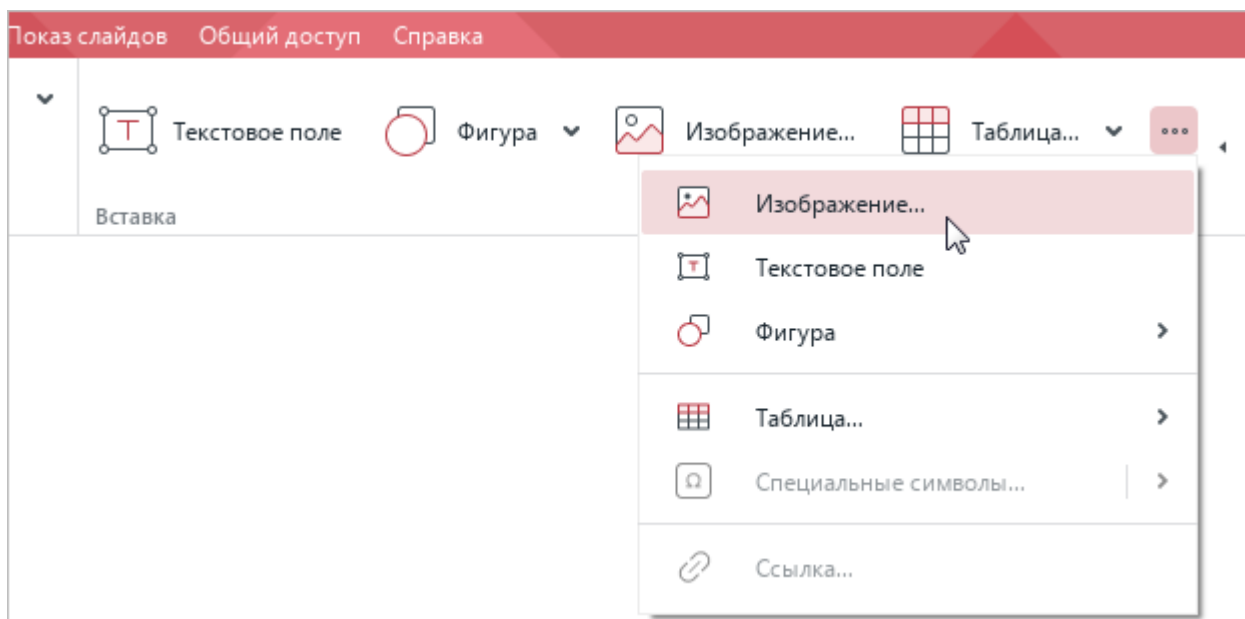 Показ слайдов Общий доступ Справка
Текстовое поле Фигура Изображение... Таблица...
Вставка
Изображение...
Текстовое поле
Фигура
Таблица...
Специальные символы...
Ссылка...